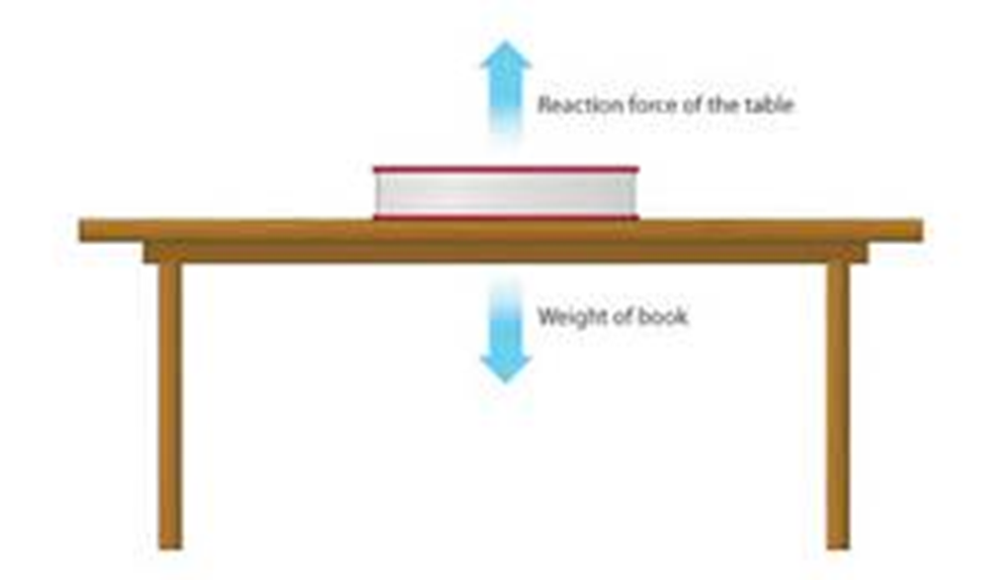 Reaction force of the table
Weight of book